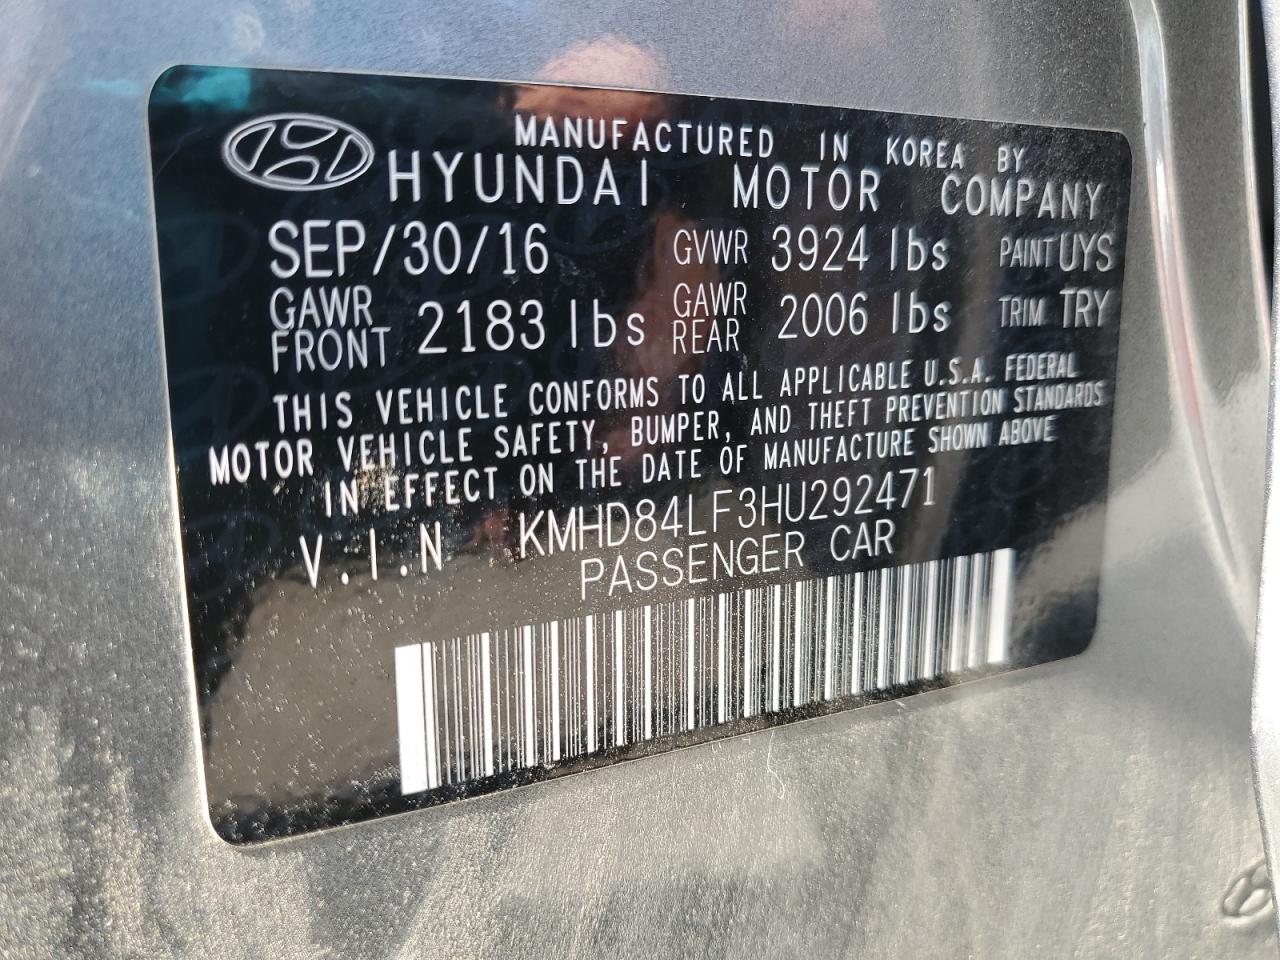 MANUFACTURED IN KOREA BY
HYUNDAI MOTOR COMPANY
SEP/30/16 GVWR 3924 lbs PAINT UYS
GAWR FRONT 2183 lbs GAWR REAR 2006 lbs TRIM TRY
THIS VEHICLE CONFORMS TO ALL APPLICABLE U.S.A. FEDERAL
MOTOR VEHICLE SAFETY, BUMPER, AND THEFT PREVENTION STANDARDS
IN EFFECT ON THE DATE OF MANUFACTURE SHOWN ABOVE
V.I.N KMHD84LF3HU292471
PASSENGER CAR